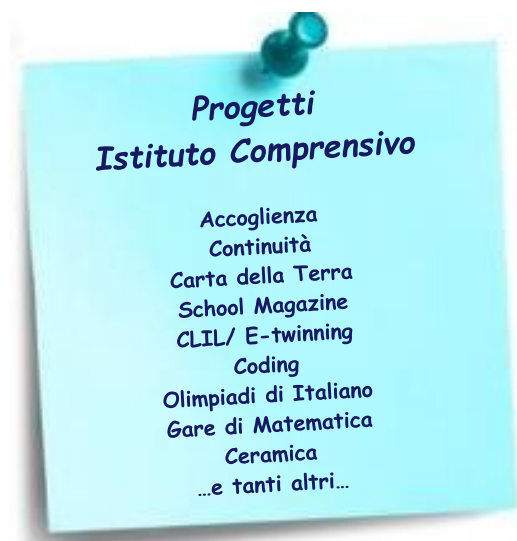 Progetti
Istituto Comprensivo
Accoglienza
Continuità
Carta della Terra
School Magazine
CLIL/ E-twinning
Coding
Olimpiadi di Italiano
Gare di Matematica
Ceramica
…e tanti altri…